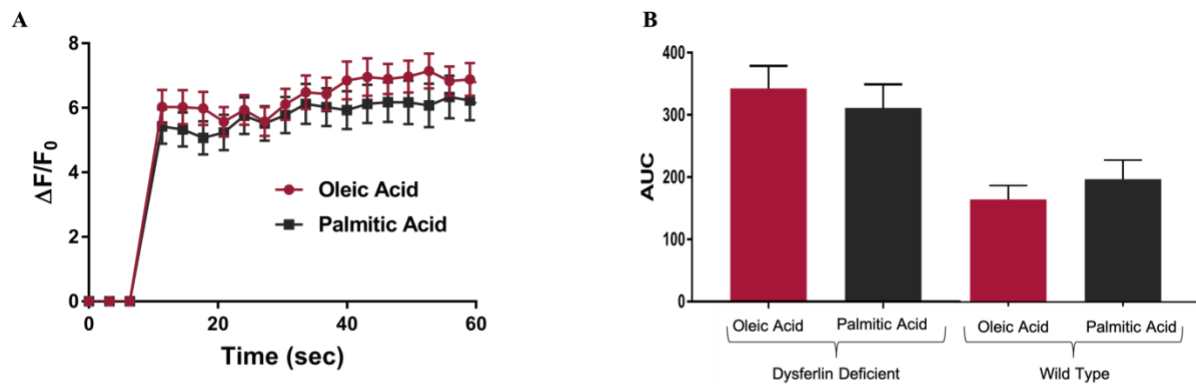 A
8
6
4
2
0
ΔF/F0
Oleic Acid
Palmitic Acid
0 20 40 60
Time (sec)
B
400
300
200
100
0
AUC
Oleic Acid Palmitic Acid Oleic Acid Palmitic Acid
Dysferlin Deficient Wild Type